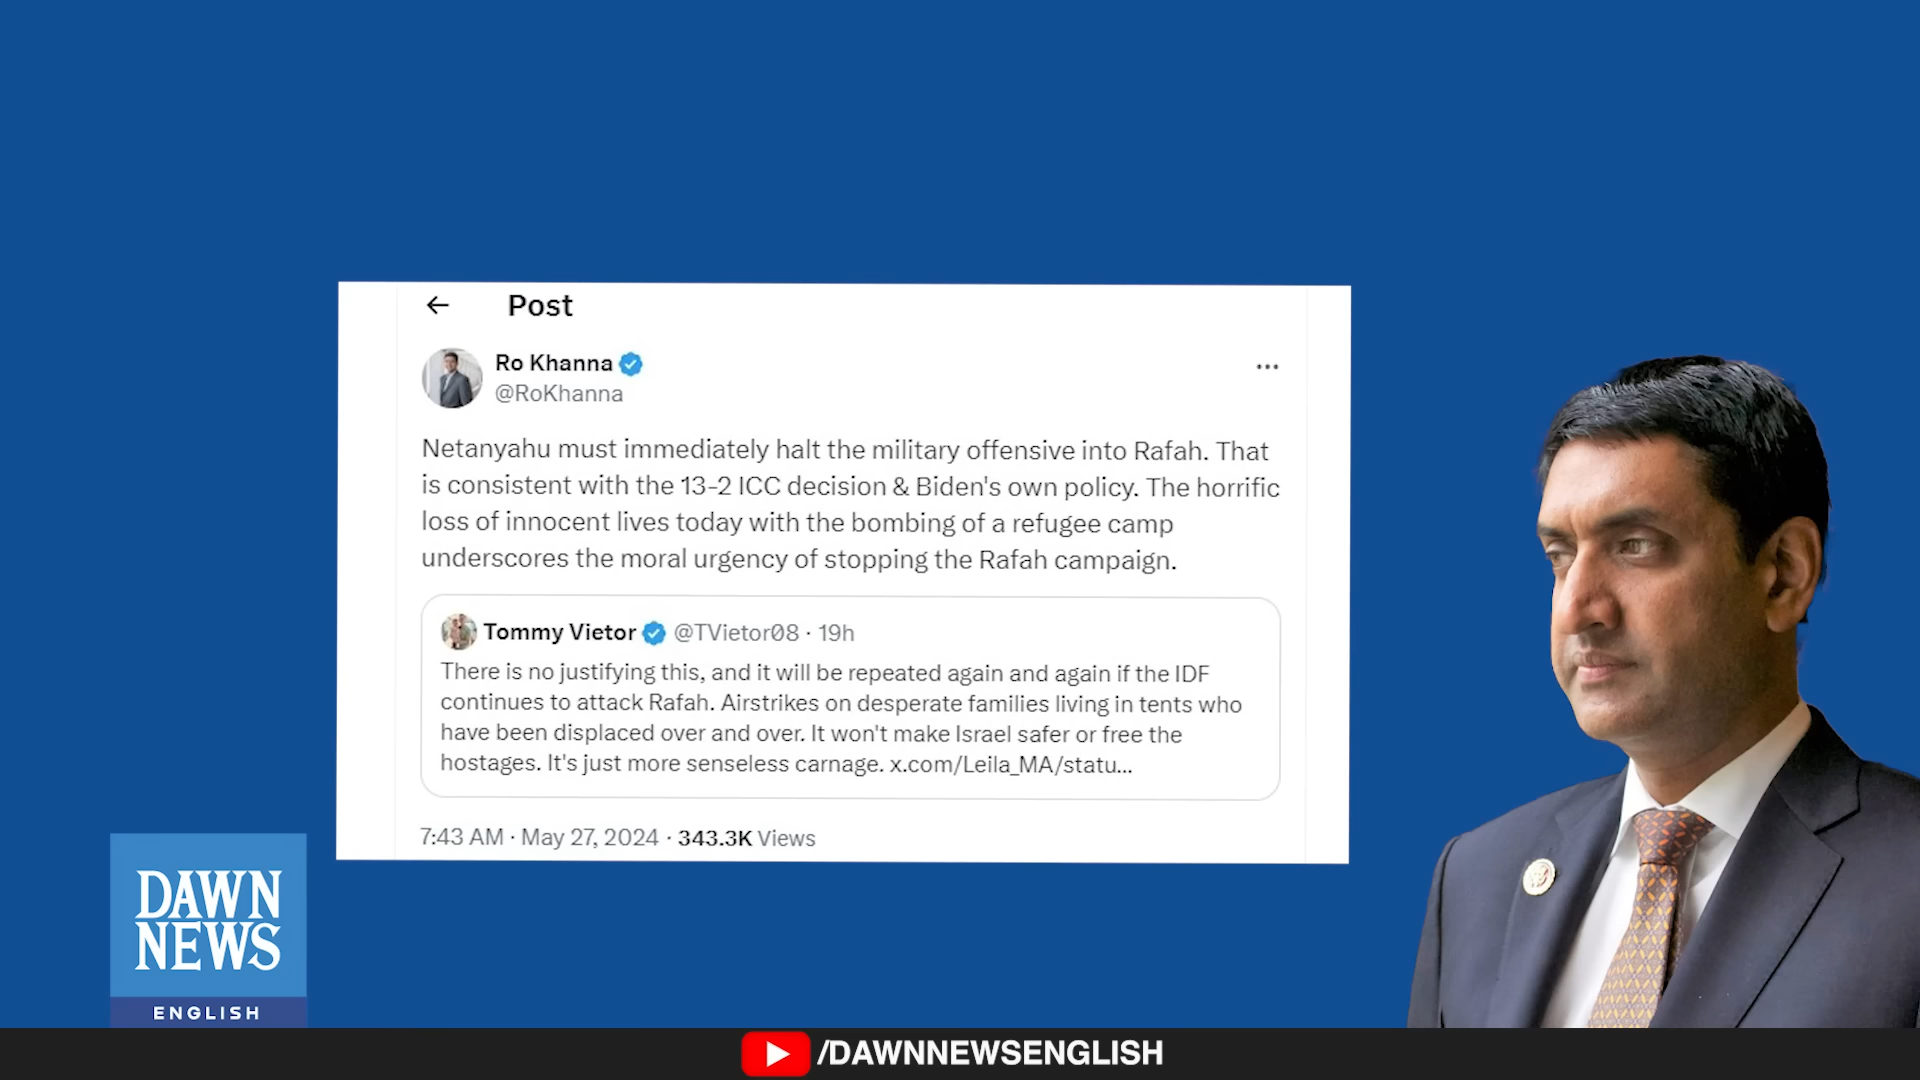 Post
Ro Khanna
@RoKhanna
Netanyahu must immediately halt the military offensive into Rafah. That
is consistent with the 13-2 ICC decision & Biden's own policy. The horrific
loss of innocent lives today with the bombing of a refugee camp
underscores the moral urgency of stopping the Rafah campaign.
Tommy Vietor @TVietor08 · 19h
There is no justifying this, and it will be repeated again and again if the IDF
continues to attack Rafah. Airstrikes on desperate families living in tents who
have been displaced over and over. It won't make Israel safer or free the
hostages. It's just more senseless carnage. x.com/Leila_MA/statu...
7:43 AM · May 27, 2024 · 343.3K Views
DAWN
NEWS
ENGLISH
/DAWNNEWSENGLISH